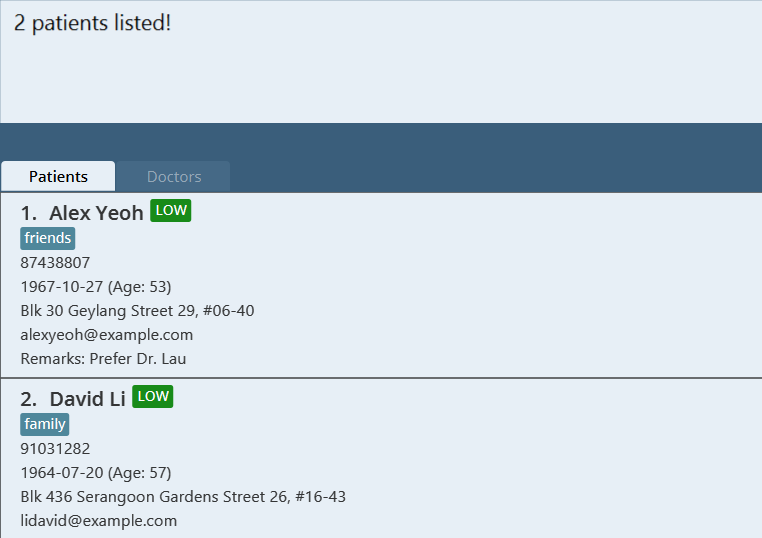 2 patients listed!
Patients Doctors
1. Alex Yeoh LOW
friends
87438807
1967-10-27 (Age: 53)
Blk 30 Geylang Street 29, #06-40
alexyeoh@example.com
Remarks: Prefer Dr. Lau
2. David Li LOW
family
91031282
1964-07-20 (Age: 57)
Blk 436 Serangoon Gardens Street 26, #16-43
lidavid@example.com